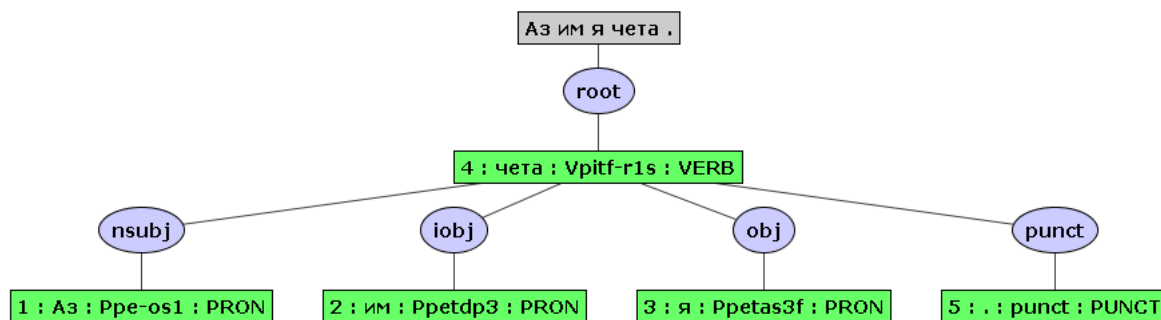 Аз им я чета .
root
4 : чета : Vpitf-r1s : VERB
nsubj iobj obj punct
1 : Аз : Ppe-os1 : PRON 2 : им : Ppetdp3 : PRON 3 : я : Ppetas3f : PRON 5 : . : punct : PUNCT